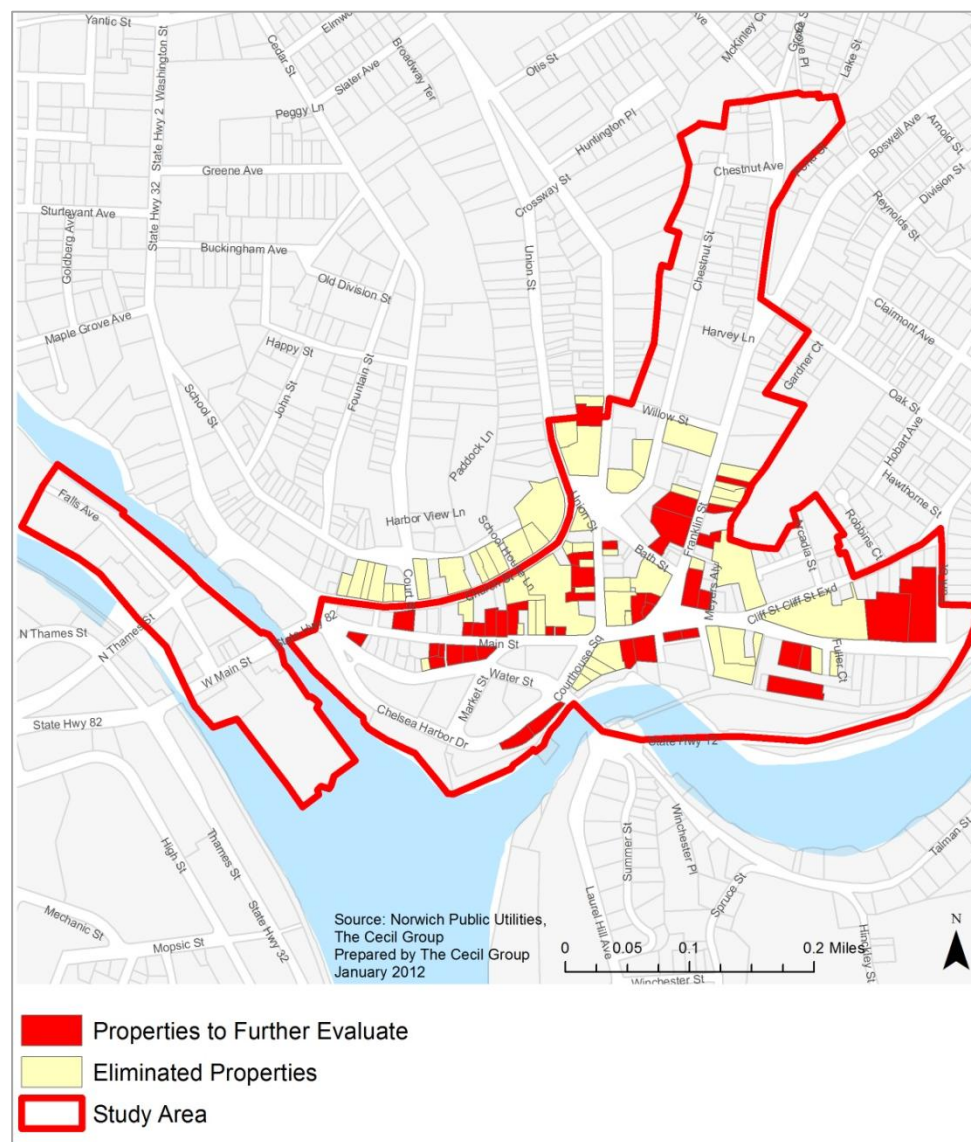 Yantic St
State Hwy 2
Washington St
Cedar St
Slater Ave
Broadway Ter
Peggy Ln
Otis St
McKinley
Lake St
Huntington Pl
Boswell Ave
Arnold St
Division St
Greene Ave
Crossway St
Chestnut Ave
Reynolds St
Sturtevant Ave
Goldberg Ave
State Hwy 32
Buckingham Ave
Union St
Chestnut St
Old Division St
Clairmont Ave
Maple Grove Ave
Happy St
Harvey Ln
Gardner Ct
School St
John St
Fountain St
Oak St
Willow St
Hobart Ave
Paddock Ln
Hawthorne St
Falls Ave
Harbor View Ln
School House Ln
Union St
Franklin St
Arcadia St
Robbins Ct
Bath St
Church St
Court
Meyers Aly
Cliff St
Cliff St Exd
N Thames St
N Thames St
State Hwy 82
Main St
W Main St
Fuller Ct
Courthouse Sq
Water St
Market St
State Hwy 82
Chelsea Harbor Dr
State Hwy 12
Thames St
High St
State Hwy 32
Summer St
Winchester Pl
Talman St
Spruce St
Laurel Hill Ave
Hinckley St
Mechanic St
Mopsic St
Winchester St
Source: Norwich Public Utilities,
The Cecil Group
Prepared by The Cecil Group
January 2012
0 0.05 0.1 0.2 Miles
N
Properties to Further Evaluate
Eliminated Properties
Study Area